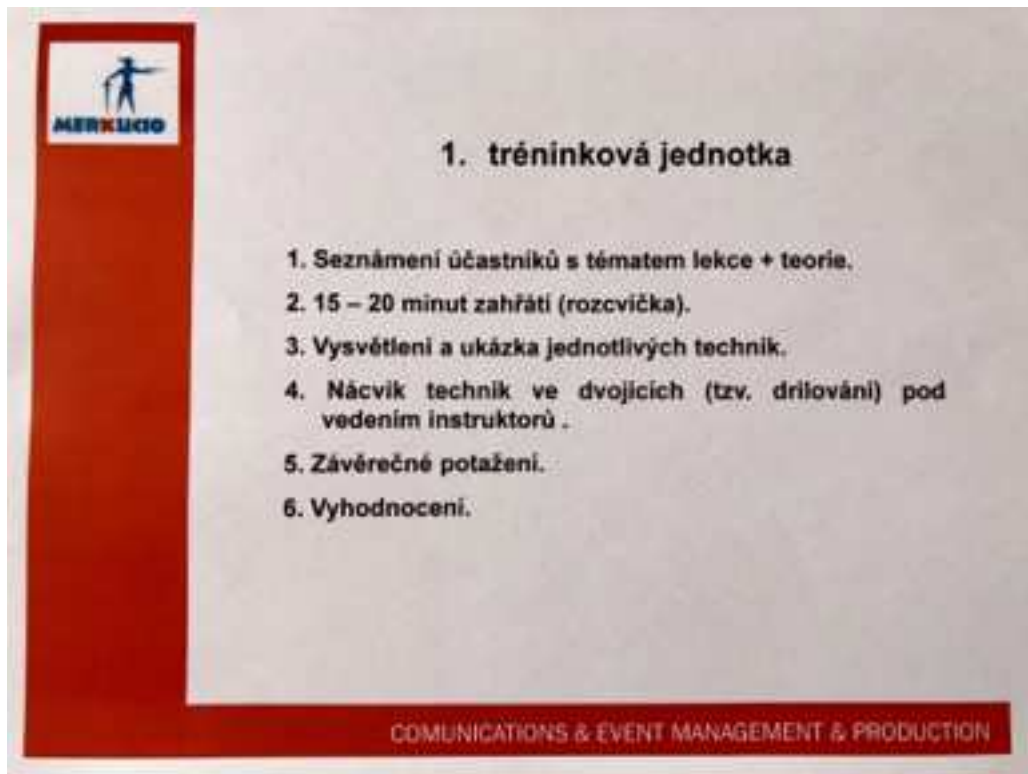 MERKUCIO
1. tréninková jednotka
1. Seznámení účastníků s tématem lekce + teorie.
2. 15 – 20 minut zahřátí (rozcvička).
3. Vysvětlení a ukázka jednotlivých technik.
4. Nácvik technik ve dvojicích (tzv. drilování) pod
vedením instruktorů .
5. Závěrečné potažení.
6. Vyhodnocení.
COMUNICATIONS & EVENT MANAGEMENT & PRODUCTION